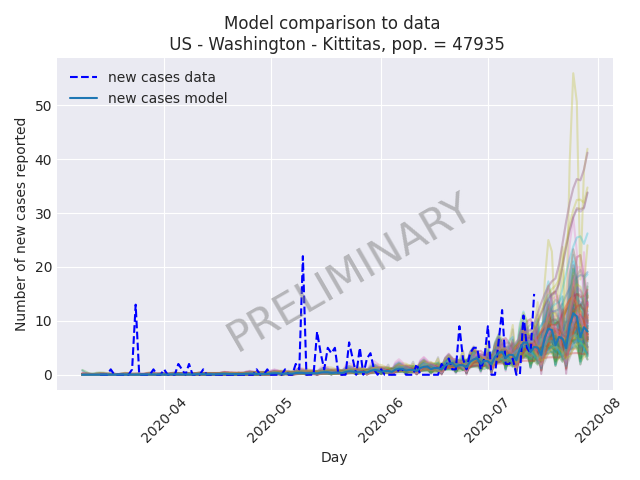 Model comparison to data
US - Washington - Kittitas, pop. = 47935
new cases data
new cases model
Number of new cases reported
50
40
30
20
10
0
PRELIMINARY
2020-04
2020-05
2020-06
2020-07
2020-08
Day